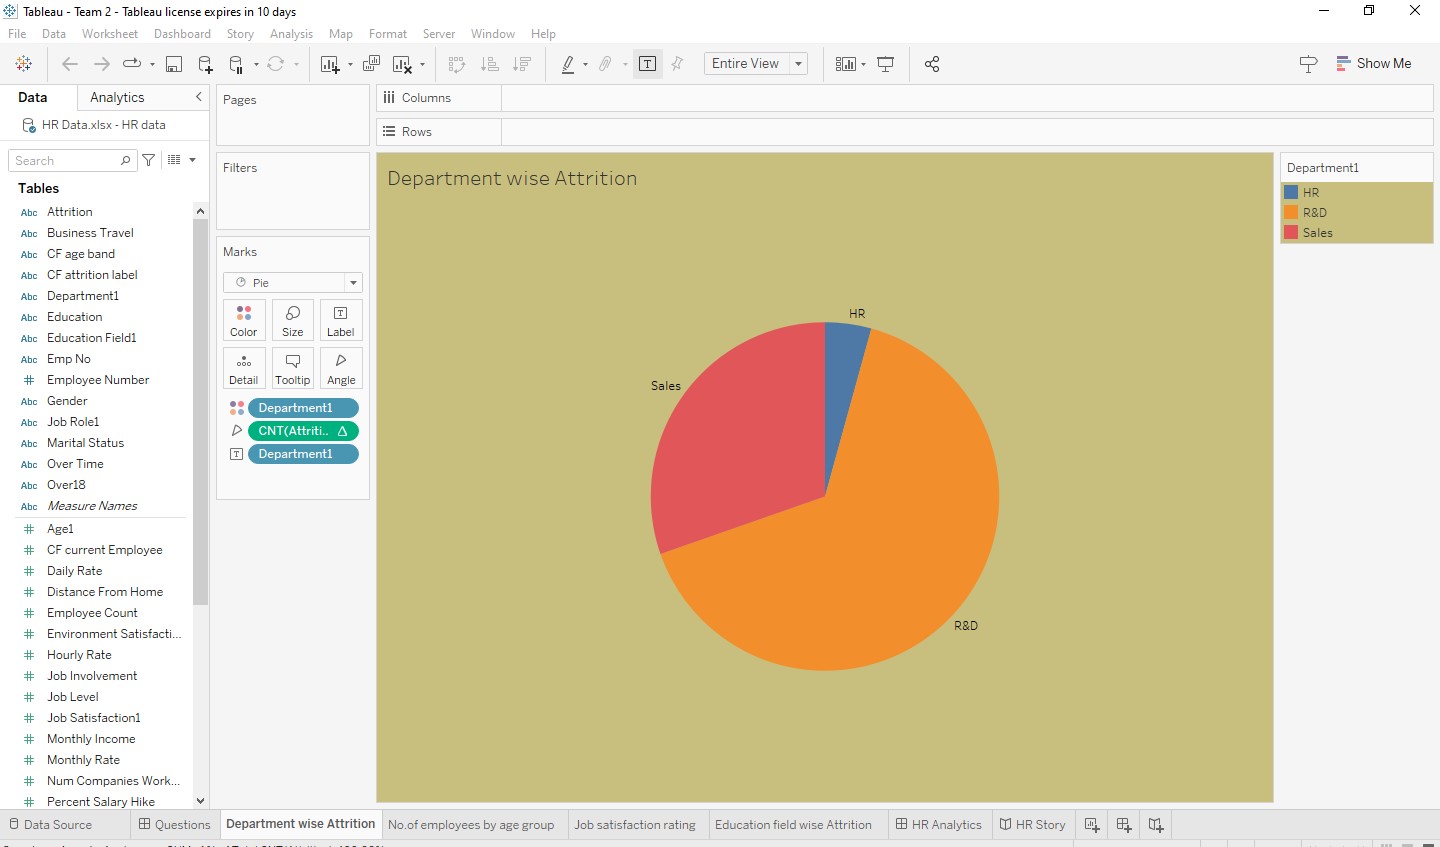 Tableau - Team 2 - Tableau license expires in 10 days
File Data Worksheet Dashboard Story Analysis Map Format Server Window Help
Entire View
Show Me
Data Analytics
HR Data.xlsx - HR data
Search
Tables
Abc Attrition
Abc Business Travel
Abc CF age band
Abc CF attrition label
Abc Department1
Abc Education
Abc Education Field1
Abc Emp No
# Employee Number
Abc Gender
Abc Job Role1
Abc Marital Status
Abc Over Time
Abc Over18
Abc Measure Names
# Age1
# CF current Employee
# Daily Rate
# Distance From Home
# Employee Count
# Environment Satisfacti...
# Hourly Rate
# Job Involvement
# Job Level
# Job Satisfaction1
# Monthly Income
# Monthly Rate
# Num Companies Work...
# Percent Salary Hike
Pages
Filters
Marks
Pie
Color Size Label
Detail Tooltip Angle
Department1
CNT(Attriti.. Δ
T Department1
Columns
Rows
Department wise Attrition
HR
Sales
R&D
Department1
HR
R&D
Sales
Data Source Questions Department wise Attrition No.of employees by age group Job satisfaction rating Education field wise Attrition HR Analytics HR Story